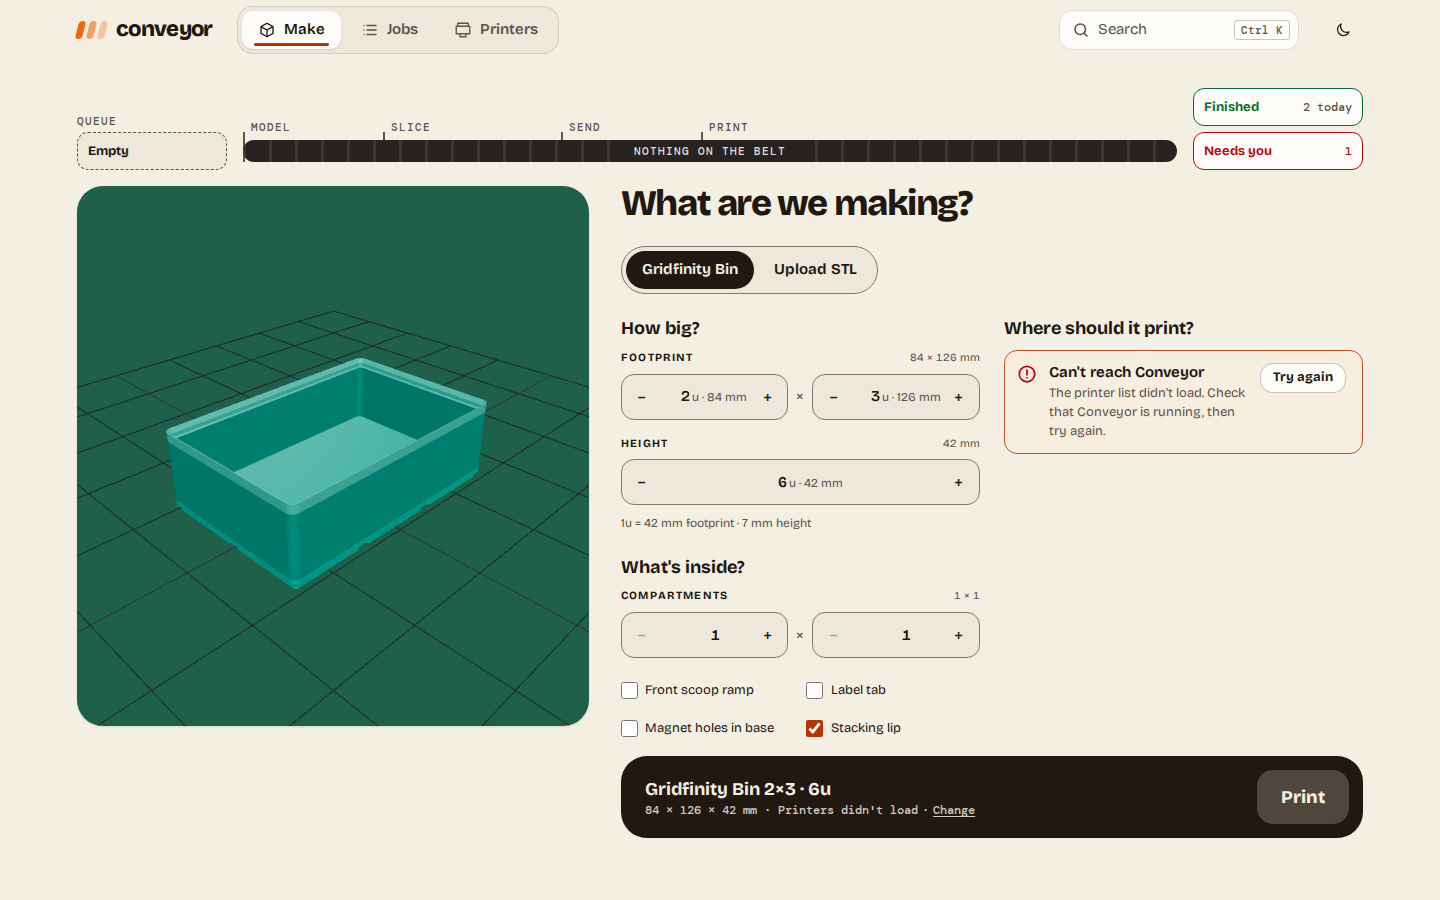 conveyor
Make
Jobs
Printers
Search
Ctrl K
QUEUE
Empty
MODEL
SLICE
SEND
PRINT
NOTHING ON THE BELT
Finished 2 today
Needs you 1
What are we making?
Gridfinity Bin
Upload STL
How big?
FOOTPRINT 84 × 126 mm
− 2 u · 84 mm + × − 3 u · 126 mm +
HEIGHT 42 mm
− 6 u · 42 mm +
1u = 42 mm footprint · 7 mm height
What's inside?
COMPARTMENTS 1 × 1
− 1 + × − 1 +
Front scoop ramp
Label tab
Magnet holes in base
Stacking lip
Where should it print?
Can't reach Conveyor
The printer list didn't load. Check
that Conveyor is running, then
try again.
Try again
Gridfinity Bin 2×3 · 6u
84 × 126 × 42 mm · Printers didn't load · Change
Print